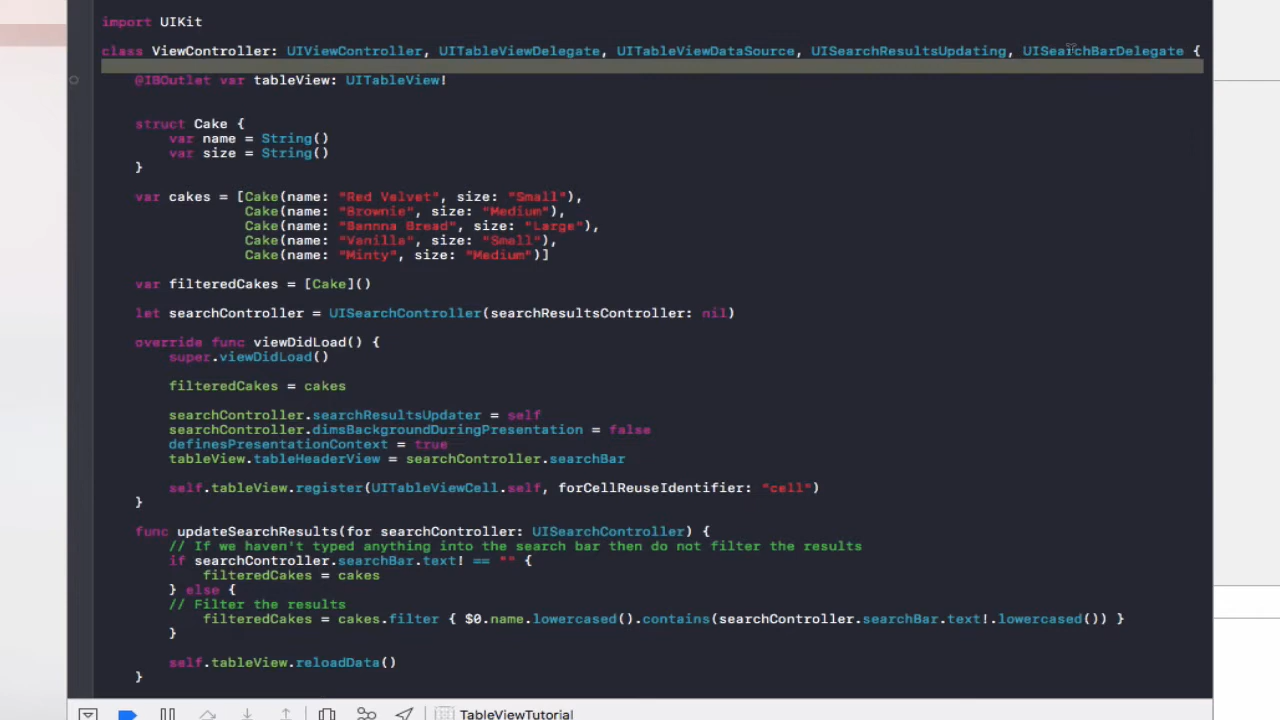 import UIKit
class ViewController: UIViewController, UITableViewDelegate, UITableViewDataSource, UISearchResultsUpdating, UISearchBarDelegate {
@IBOutlet var tableView: UITableView!
struct Cake {
var name = String()
var size = String()
}
var cakes = [Cake(name: "Red Velvet", size: "Small"),
Cake(name: "Brownie", size: "Medium"),
Cake(name: "Bannna Bread", size: "Large"),
Cake(name: "Vanilla", size: "Small"),
Cake(name: "Minty", size: "Medium")]
var filteredCakes = [Cake]()
let searchController = UISearchController(searchResultsController: nil)
override func viewDidLoad() {
super.viewDidLoad()
filteredCakes = cakes
searchController.searchResultsUpdater = self
searchController.dimsBackgroundDuringPresentation = false
definesPresentationContext = true
tableView.tableHeaderView = searchController.searchBar
self.tableView.register(UITableViewCell.self, forCellReuseIdentifier: "cell")
}
func updateSearchResults(for searchController: UISearchController) {
// If we haven't typed anything into the search bar then do not filter the results
if searchController.searchBar.text! == "" {
filteredCakes = cakes
} else {
// Filter the results
filteredCakes = cakes.filter { $0.name.lowercased().contains(searchController.searchBar.text!.lowercased()) }
}
self.tableView.reloadData()
}
TableViewTutorial